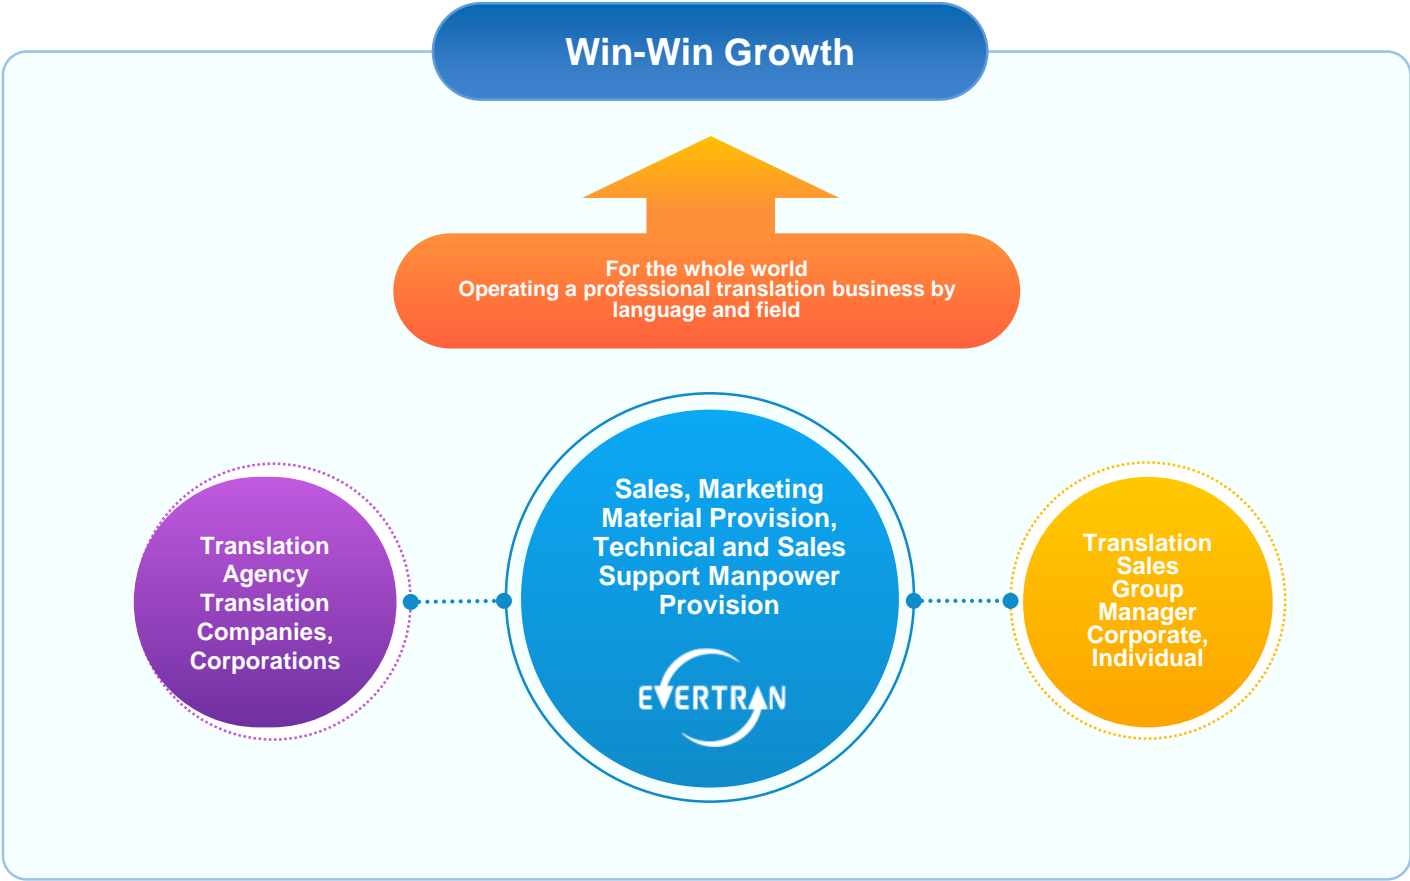 Win-Win Growth
For the whole world
Operating a professional translation business by
language and field
Translation
Agency
Translation
Companies,
Corporations
Sales, Marketing
Material Provision,
Technical and Sales
Support Manpower
Provision
EVERTRAN
Translation
Sales
Group
Manager
Corporate,
Individual